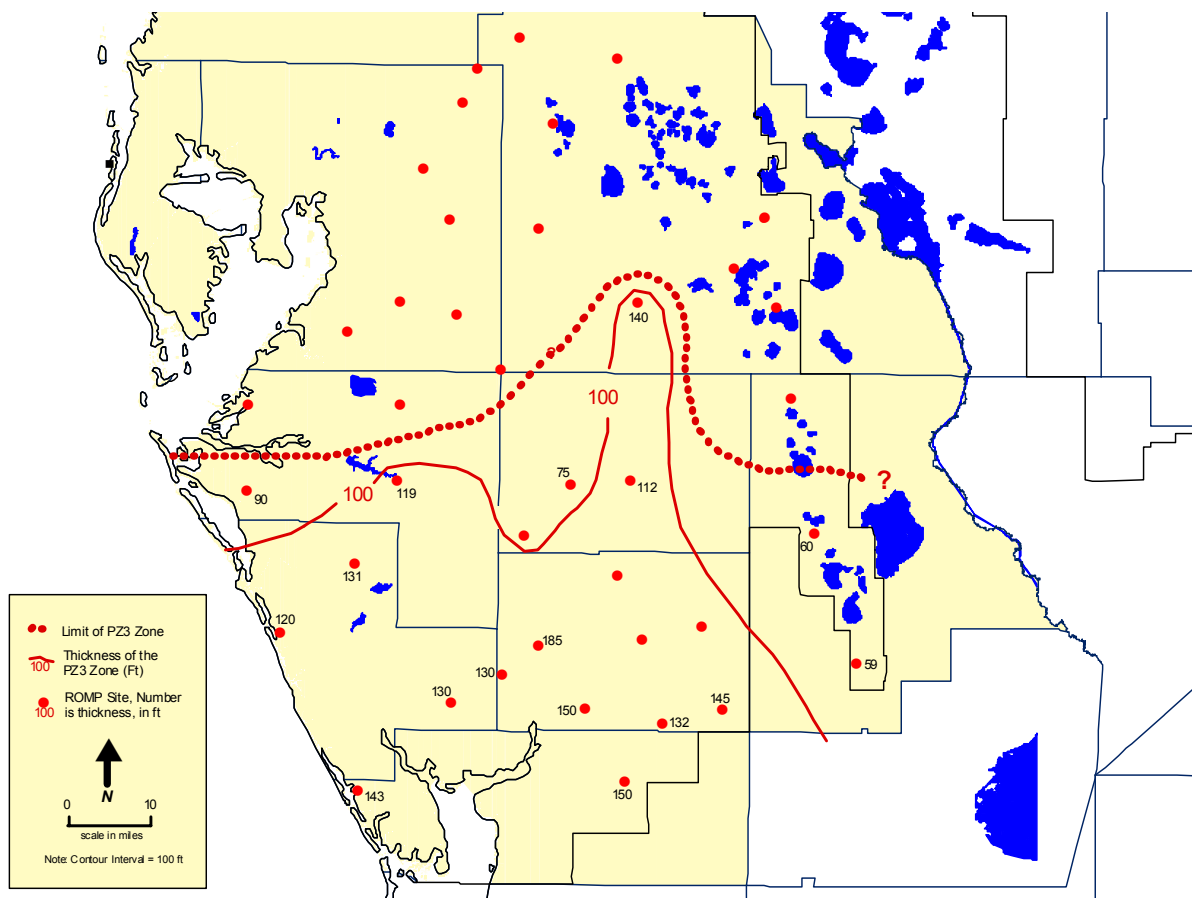 140
?
100
75
112
100
119
90
?
60
131
120
185
130
59
130
150
145
132
150
143
Limit of PZ3 Zone
Thickness of the
100 PZ3 Zone (Ft)
ROMP Site, Number
100 is thickness, in ft
N
0 10
scale in miles
Note: Contour Interval = 100 ft